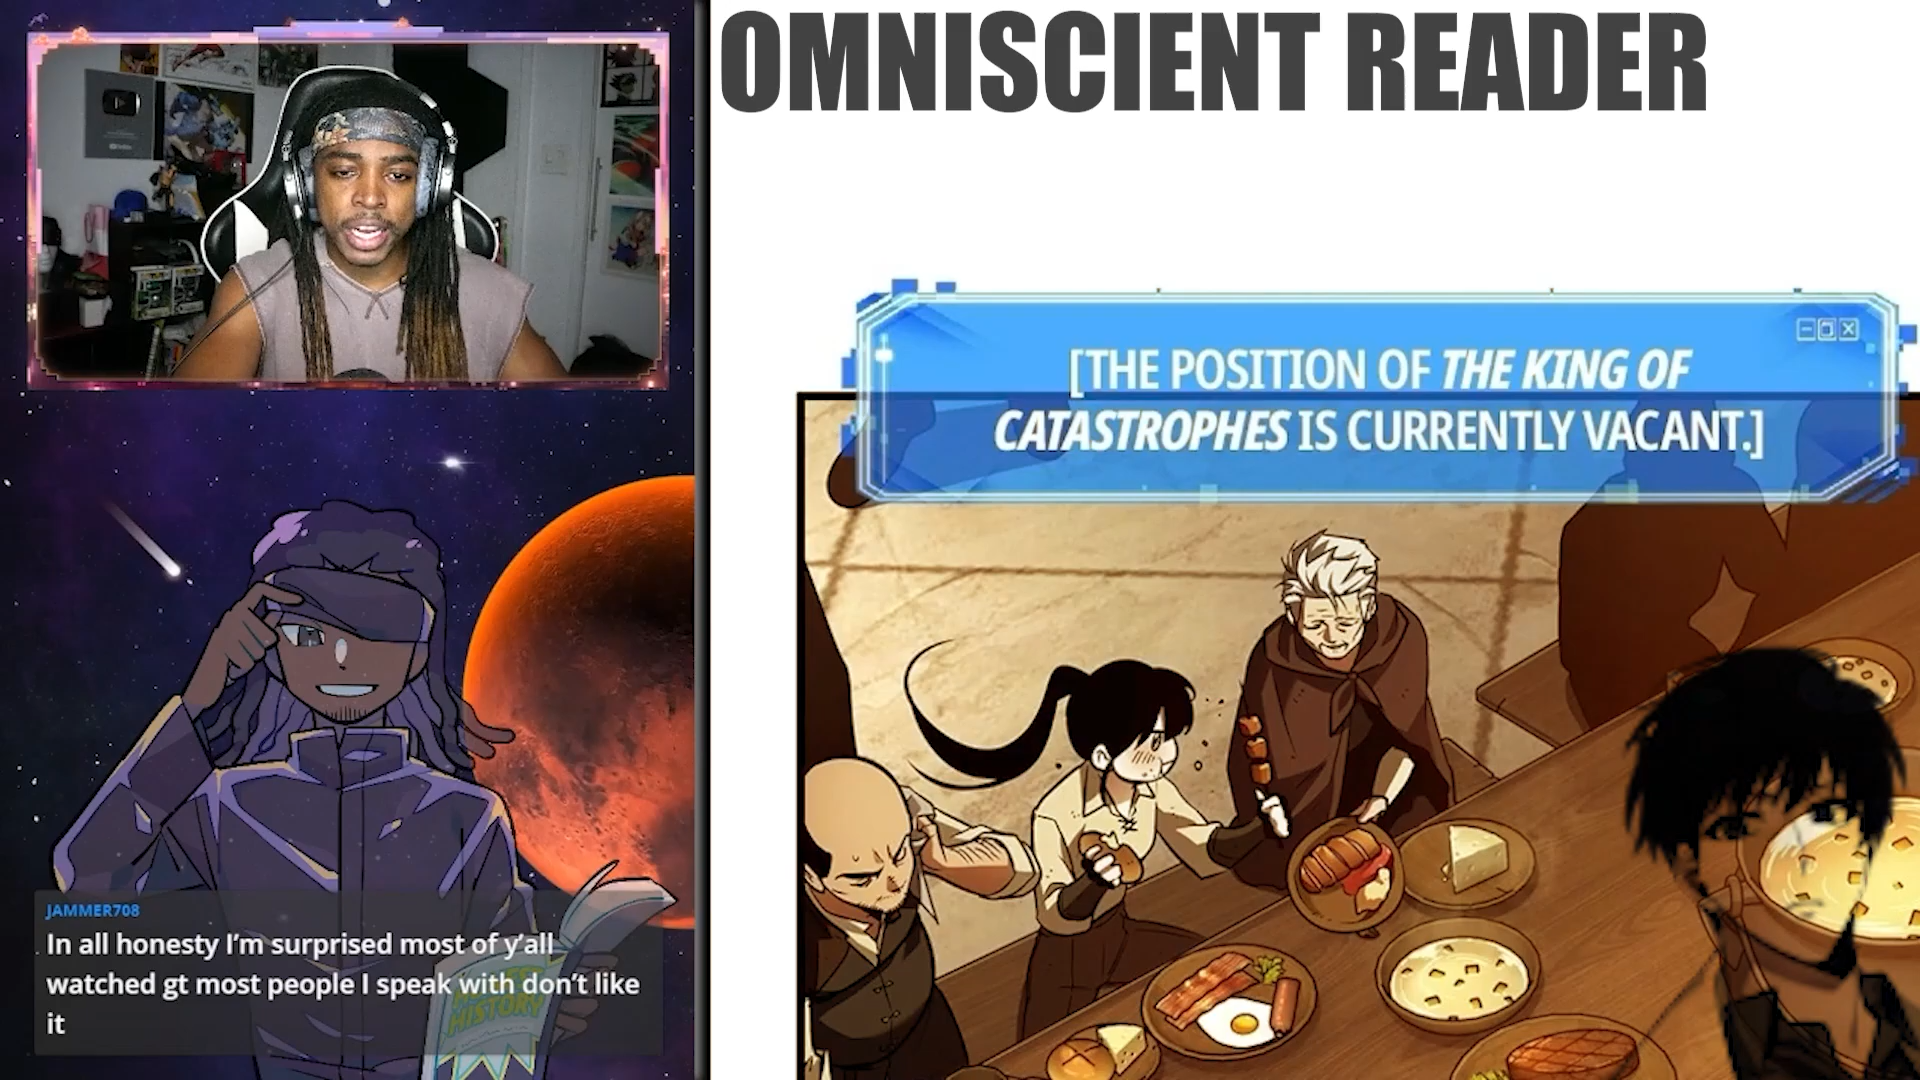 OMNISCIENT READER
[THE POSITION OF THE KING OF
CATASTROPHES IS CURRENTLY VACANT.]
JAMMER708
In all honesty I'm surprised most of y'all
watched gt most people I speak with don't like
it
HISTORY